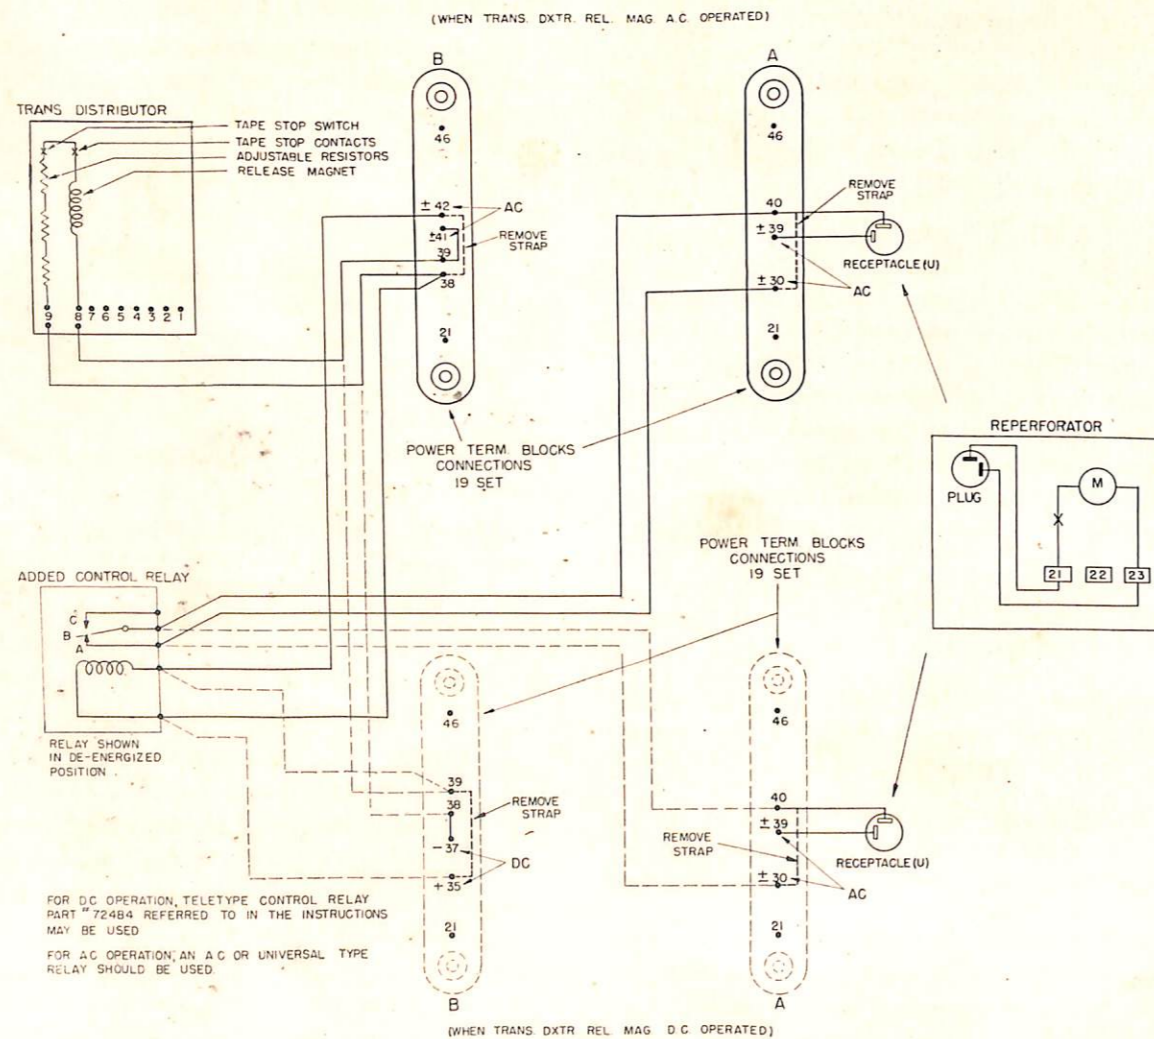 (WHEN TRANS. DXTR. REL. MAG. A.C. OPERATED)
B
A
TRANS DISTRIBUTOR
TAPE STOP SWITCH
TAPE STOP CONTACTS
ADJUSTABLE RESISTORS
RELEASE MAGNET
9 8 7 6 5 4 3 2 1
46
± 42
AC
±41
39
38
REMOVE
STRAP
21
46
40
± 39
± 30
REMOVE
STRAP
RECEPTACLE (U)
AC
21
POWER TERM. BLOCKS
CONNECTIONS
19 SET
REPERFORATOR
PLUG
M
21 22 23
POWER TERM BLOCKS
CONNECTIONS
19 SET
ADDED CONTROL RELAY
C
B
A
RELAY SHOWN
IN DE-ENERGIZED
POSITION.
46
39
38
- 37
+ 35
REMOVE
STRAP
DC
21
B
46
40
± 39
± 30
REMOVE
STRAP
RECEPTACLE (U)
AC
21
A
FOR DC OPERATION, TELETYPE CONTROL RELAY
PART #72484 REFERRED TO IN THE INSTRUCTIONS
MAY BE USED
FOR AC OPERATION, AN AC OR UNIVERSAL TYPE
RELAY SHOULD BE USED.
(WHEN TRANS. DXTR REL. MAG. D.C. OPERATED)